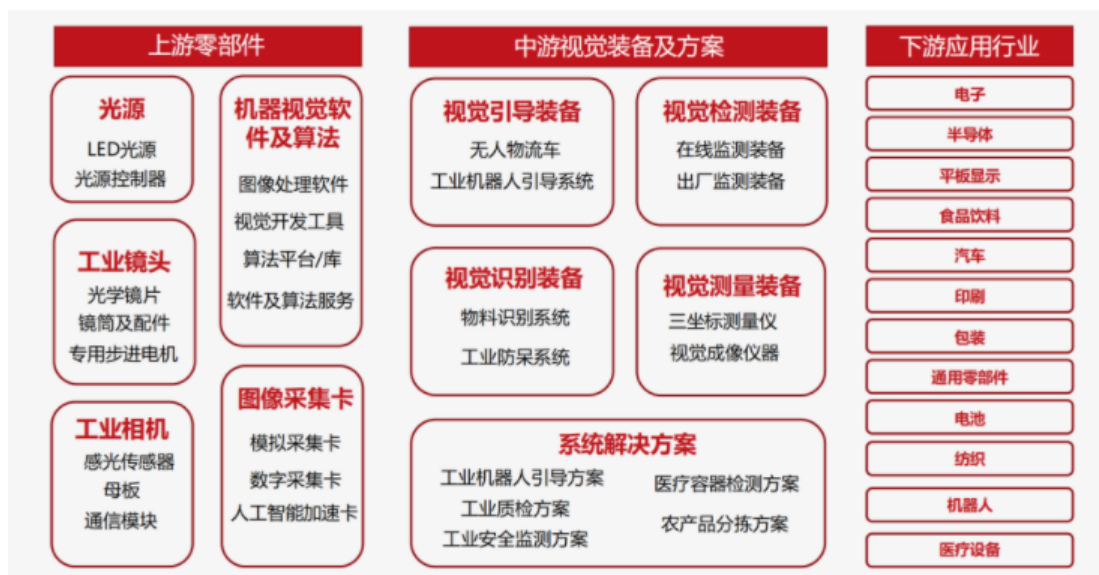 上游零部件
光源
LED光源
光源控制器
工业镜头
光学镜片
镜筒及配件
专用步进电机
工业相机
感光传感器
母板
通信模块
机器视觉软
件及算法
图像处理软件
视觉开发工具
算法平台/库
软件及算法服务
图像采集卡
模拟采集卡
数字采集卡
人工智能加速卡
中游视觉装备及方案
视觉引导装备
无人物流车
工业机器人引导系统
视觉检测装备
在线监测装备
出厂监测装备
视觉识别装备
物料识别系统
工业防呆系统
视觉测量装备
三坐标测量仪
视觉成像仪器
系统解决方案
工业机器人引导方案
工业质检方案
工业安全监测方案
医疗容器检测方案
农产品分拣方案
下游应用行业
电子
半导体
平板显示
食品饮料
汽车
印刷
包装
通用零部件
电池
纺织
机器人
医疗设备